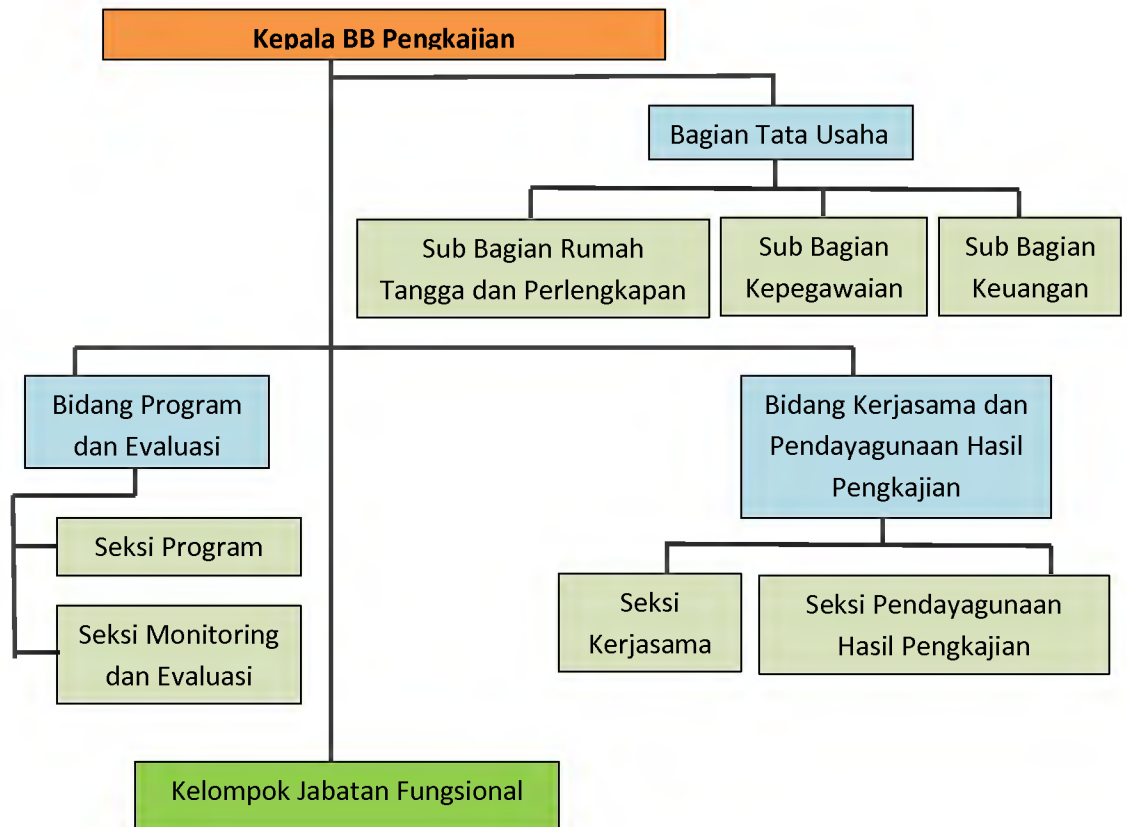 Kepala BB Pengkajian
Bagian Tata Usaha
Sub Bagian Rumah
Tangga dan Perlengkapan
Sub Bagian
Kepegawaian
Sub Bagian
Keuangan
Bidang Program
dan Evaluasi
Bidang Kerjasama dan
Pendayagunaan Hasil
Pengkajian
Seksi Program
Seksi Monitoring
dan Evaluasi
Seksi
Kerjasama
Seksi Pendayagunaan
Hasil Pengkajian
Kelompok Jabatan Fungsional